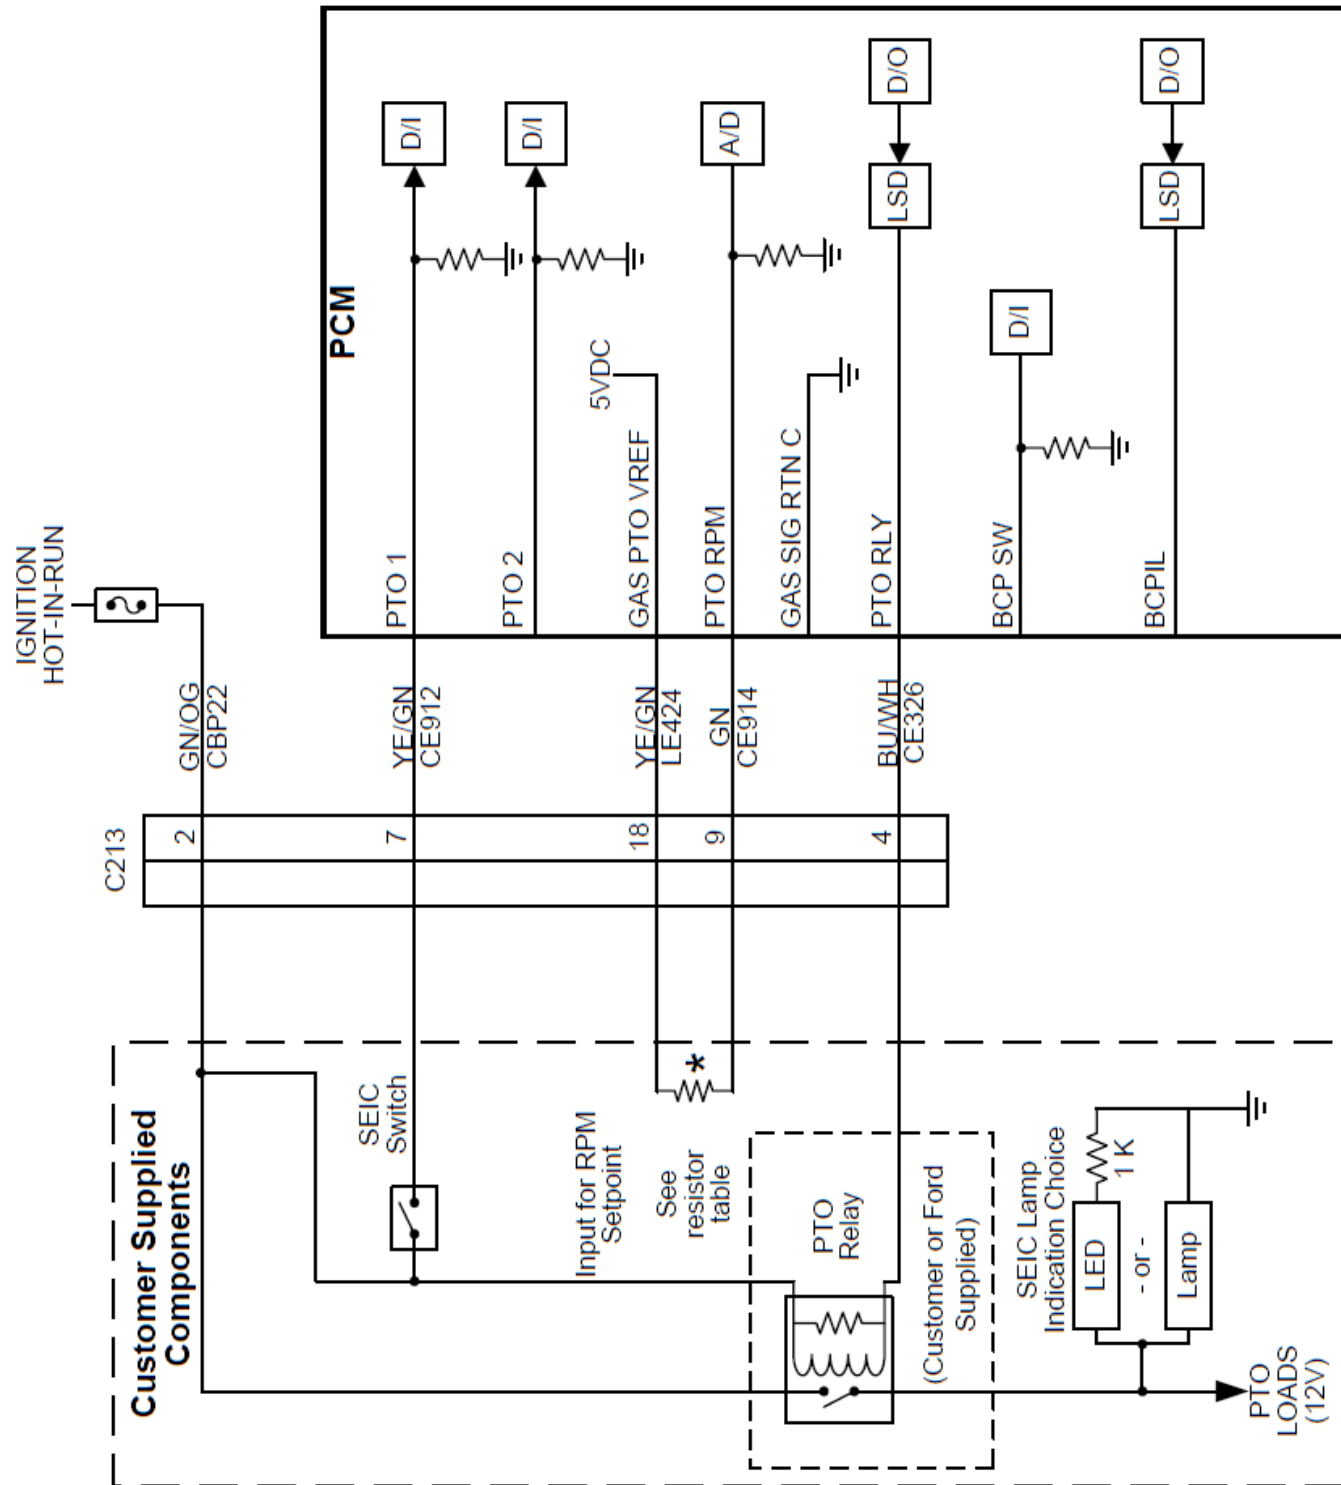 PCM
D/I
D/I
A/D
D/O
LSD
D/I
D/O
LSD
5VDC
PTO 1
PTO 2
GAS PTO VREF
PTO RPM
GAS SIG RTN C
PTO RLY
BCP SW
BCPIL
IGNITION
HOT-IN-RUN
GN/OG
CBP22
YE/GN
CE912
YE/GN
LE424
GN
CE914
BU/WH
CE326
C213
2
7
18
9
4
Customer Supplied
Components
SEIC
Switch
Input for RPM
Setpoint
See
resistor
table
*
PTO
Relay
(Customer or Ford
Supplied)
SEIC Lamp
Indication Choice
LED
1 K
- or -
Lamp
PTO
LOADS
(12V)